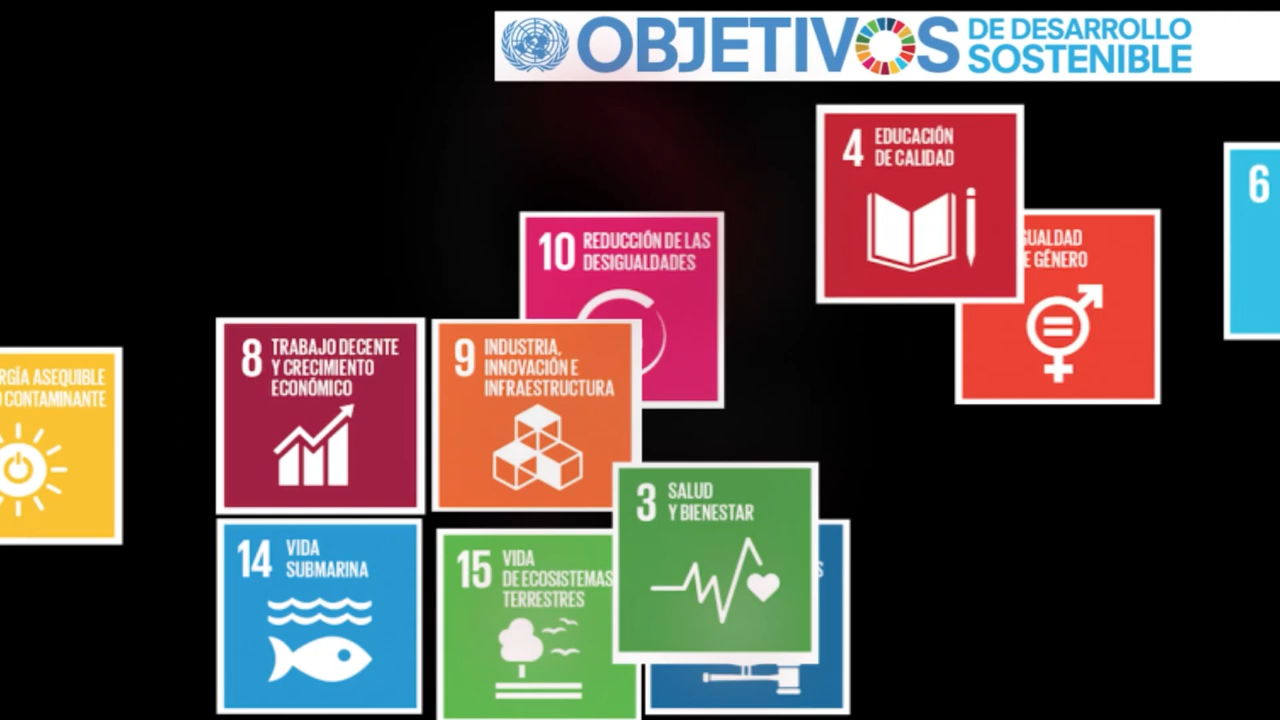 OBJETIVOS
DE DESARROLLO
SOSTENIBLE
4 EDUCACIÓN
DE CALIDAD
6
10 REDUCCIÓN DE LAS
DESIGUALDADES
GUALDAD
E GÉNERO
8 TRABAJO DECENTE
Y CRECIMIENTO
ECONÓMICO
9 INDUSTRIA,
INNOVACIÓN E
INFRAESTRUCTURA
RGÍA ASEQUIBLE
CONTAMINANTE
3 SALUD
Y BIENESTAR
14 VIDA
SUBMARINA
15 VIDA
DE ECOSISTEMAS
TERRESTRES
S